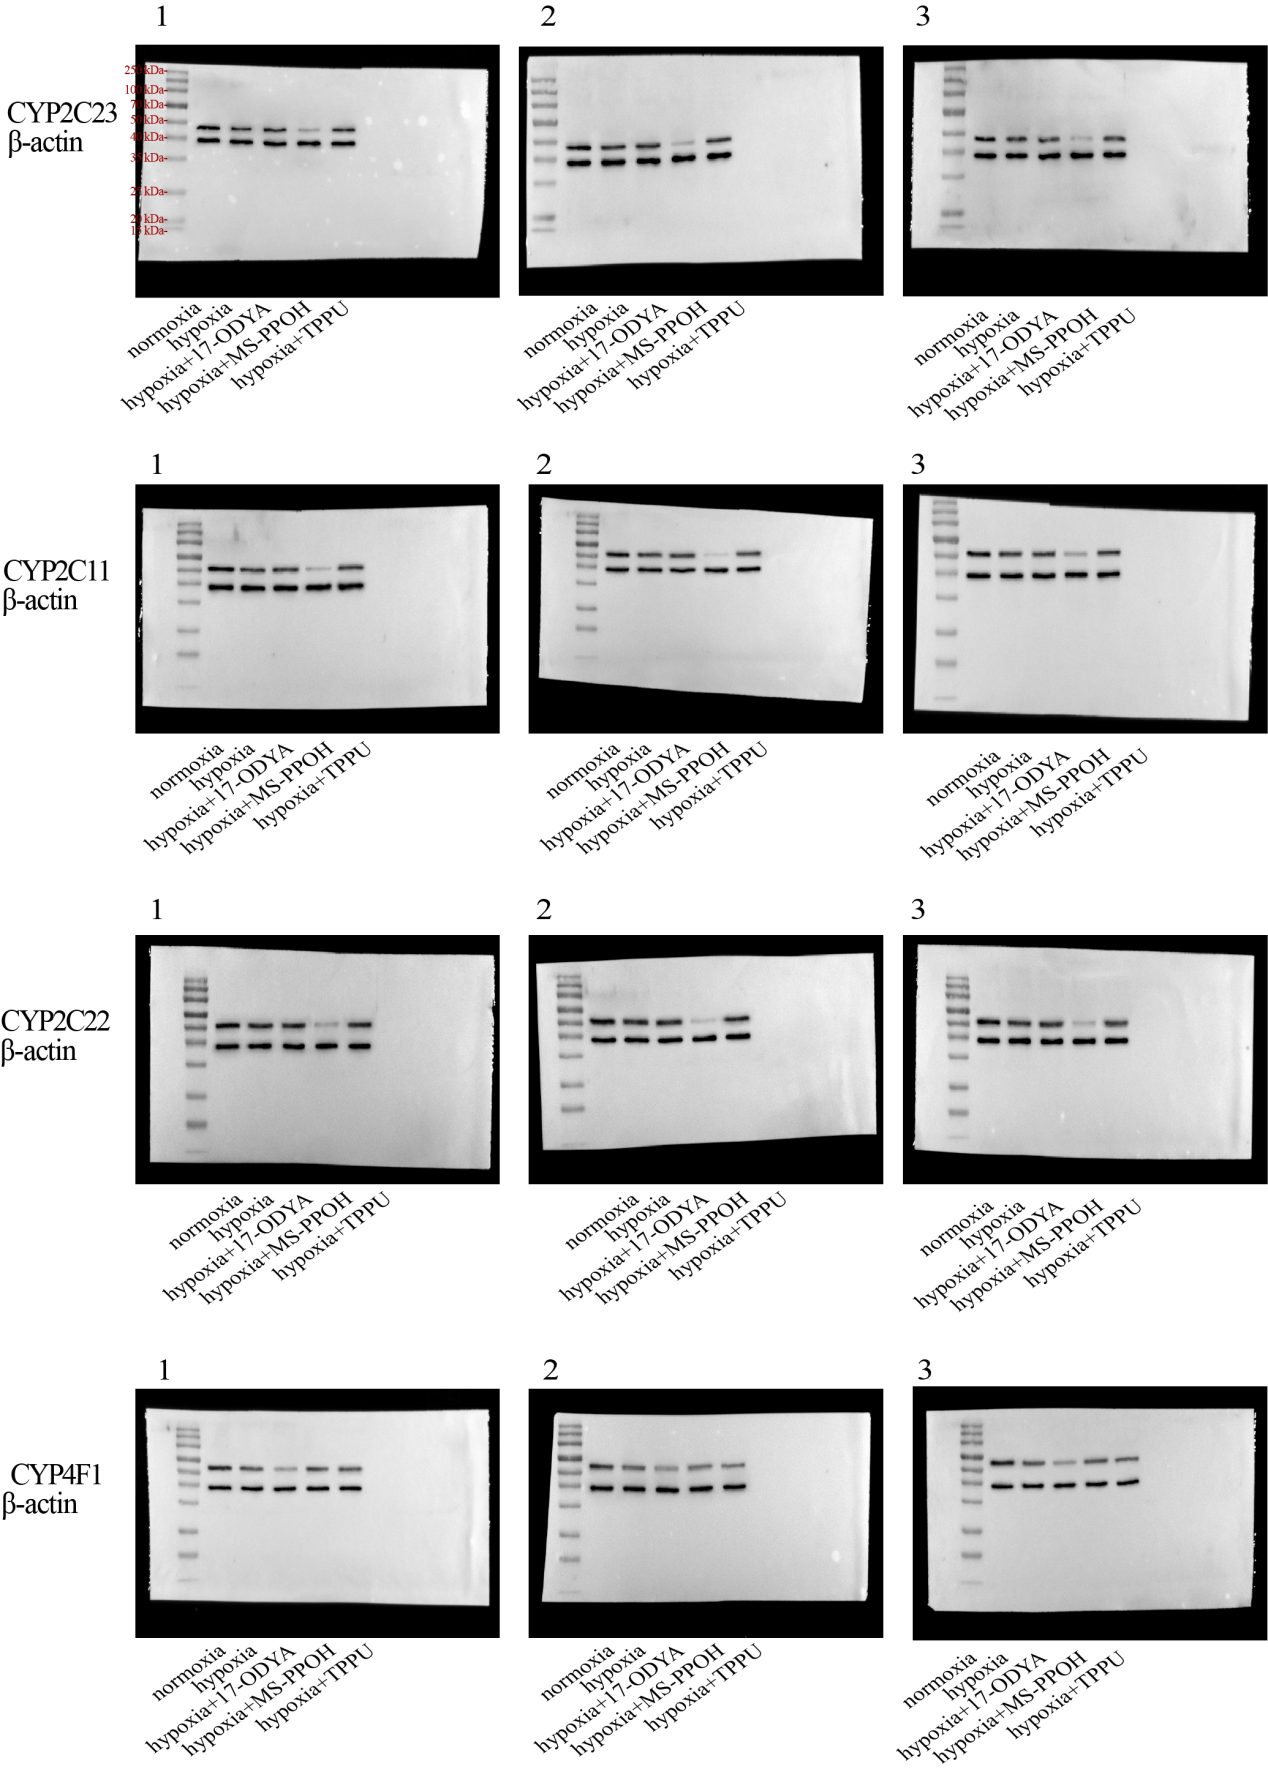 1
2
3
CYP2C23
β-actin
250 kDa-
100 kDa-
70 kDa-
50 kDa-
40 kDa-
30 kDa-
25 kDa-
20 kDa-
15 kDa-
normoxia
hypoxia
hypoxia+17-ODYA
hypoxia+MS-PPOH
hypoxia+TPPU
normoxia
hypoxia
hypoxia+17-ODYA
hypoxia+MS-PPOH
hypoxia+TPPU
normoxia
hypoxia
hypoxia+17-ODYA
hypoxia+MS-PPOH
hypoxia+TPPU
1
2
3
CYP2C11
β-actin
normoxia
hypoxia
hypoxia+17-ODYA
hypoxia+MS-PPOH
hypoxia+TPPU
normoxia
hypoxia
hypoxia+17-ODYA
hypoxia+MS-PPOH
hypoxia+TPPU
normoxia
hypoxia
hypoxia+17-ODYA
hypoxia+MS-PPOH
hypoxia+TPPU
1
2
3
CYP2C22
β-actin
normoxia
hypoxia
hypoxia+17-ODYA
hypoxia+MS-PPOH
hypoxia+TPPU
normoxia
hypoxia
hypoxia+17-ODYA
hypoxia+MS-PPOH
hypoxia+TPPU
normoxia
hypoxia
hypoxia+17-ODYA
hypoxia+MS-PPOH
hypoxia+TPPU
1
2
3
CYP4F1
β-actin
normoxia
hypoxia
hypoxia+17-ODYA
hypoxia+MS-PPOH
hypoxia+TPPU
normoxia
hypoxia
hypoxia+17-ODYA
hypoxia+MS-PPOH
hypoxia+TPPU
normoxia
hypoxia
hypoxia+17-ODYA
hypoxia+MS-PPOH
hypoxia+TPPU